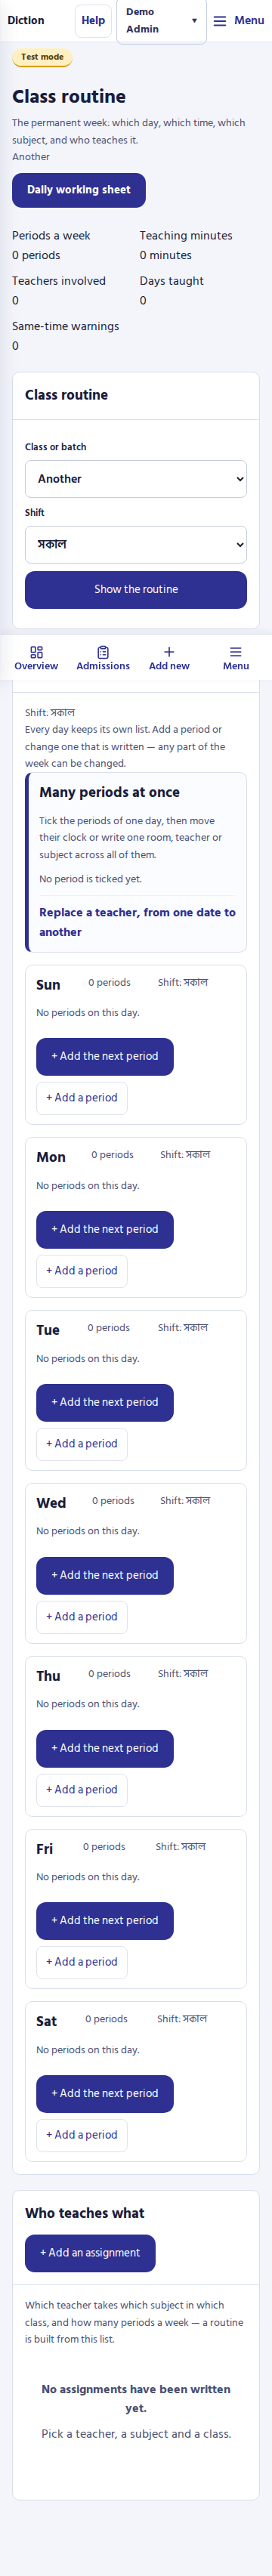 Diction
Help
Demo
Admin
Menu
Test mode
Class routine
The permanent week: which day, which time, which
subject, and who teaches it.
Another
Daily working sheet
Periods a week
0 periods
Teaching minutes
0 minutes
Teachers involved
0
Days taught
0
Same-time warnings
0
Class routine
Class or batch
Another
Shift
সকাল
Show the routine
Overview
Admissions
Add new
Menu
Shift: সকাল
Every day keeps its own list. Add a period or
change one that is written — any part of the
week can be changed.
Many periods at once
Tick the periods of one day, then move
their clock or write one room, teacher or
subject across all of them.
No period is ticked yet.
Replace a teacher, from one date to
another
Sun 0 periods Shift: সকাল
No periods on this day.
+ Add the next period
+ Add a period
Mon 0 periods Shift: সকাল
No periods on this day.
+ Add the next period
+ Add a period
Tue 0 periods Shift: সকাল
No periods on this day.
+ Add the next period
+ Add a period
Wed 0 periods Shift: সকাল
No periods on this day.
+ Add the next period
+ Add a period
Thu 0 periods Shift: সকাল
No periods on this day.
+ Add the next period
+ Add a period
Fri 0 periods Shift: সকাল
No periods on this day.
+ Add the next period
+ Add a period
Sat 0 periods Shift: সকাল
No periods on this day.
+ Add the next period
+ Add a period
Who teaches what
+ Add an assignment
Which teacher takes which subject in which
class, and how many periods a week — a routine
is built from this list.
No assignments have been written
yet.
Pick a teacher, a subject and a class.